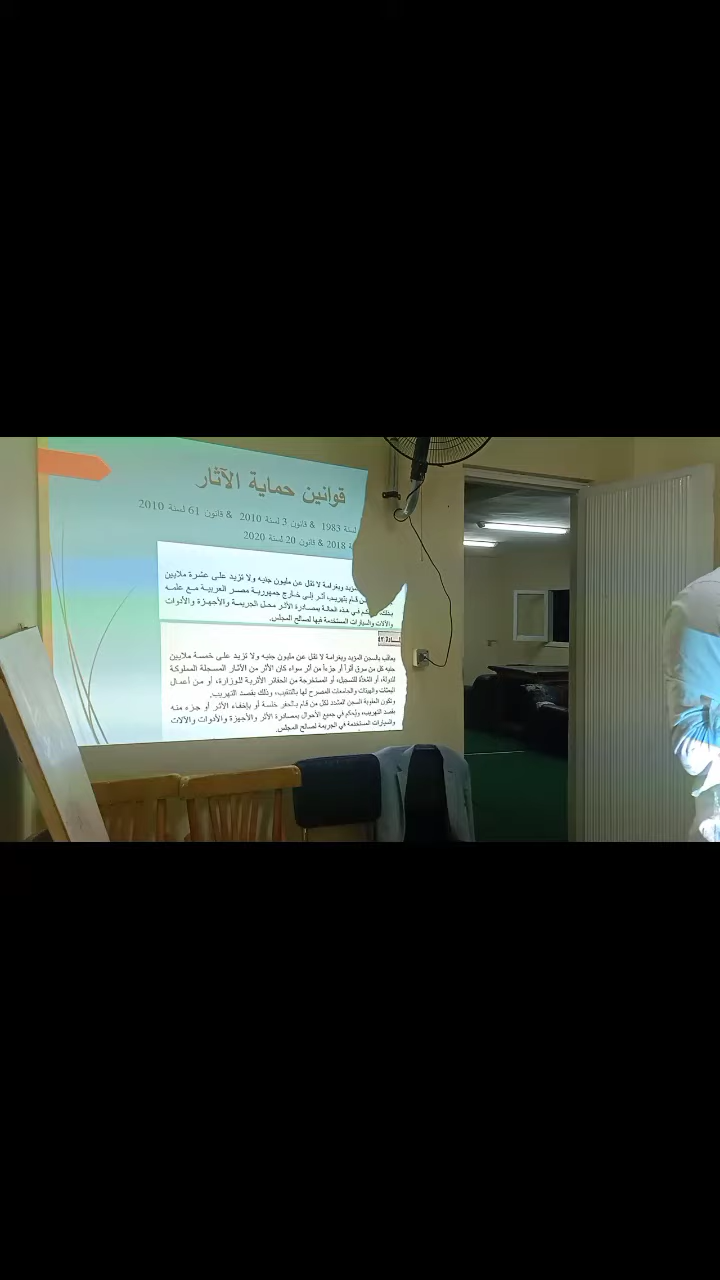 قوانين حماية الآثار
لسنة 1983 & قانون 3 لسنة 2010 & قانون 61 لسنة 2010
2018 & قانون 20 لسنة 2020
وبغرامة لا تقل عن مليون جنيه ولا تزيد على عشرة ملايين
قام بتهريب أثر إلى خارج جمهورية مصر العربية مع علمه
في هذه الحالة بمصادرة الأثر محل الجريمة والأجهزة والأدوات
والآلات والسيارات المستخدمة فيها لصالح المجلس.
يعاقب بالسجن المؤبد وبغرامة لا تقل عن مليون جنيه ولا تزيد على خمسة ملايين
جنيه كل من سرق أثراً أو جزءاً من أثر سواء كان الأثر من الآثار المسجلة المملوكة
للدولة، أو المعدة للتسجيل، أو المستخرجة من الحفائر الأثرية للوزارة، أو من أعمال
البعثات والهيئات والجامعات المصرح لها بالتنقيب، وذلك بقصد التهريب.
وتكون العقوبة السجن المشدد لكل من قام بالحفر خلسة أو بإخفاء الأثر أو جزء منه
بقصد التهريب، ويُحكم في جميع الأحوال بمصادرة الأثر والأجهزة والأدوات والآلات
والسيارات المستخدمة في الجريمة لصالح المجلس.